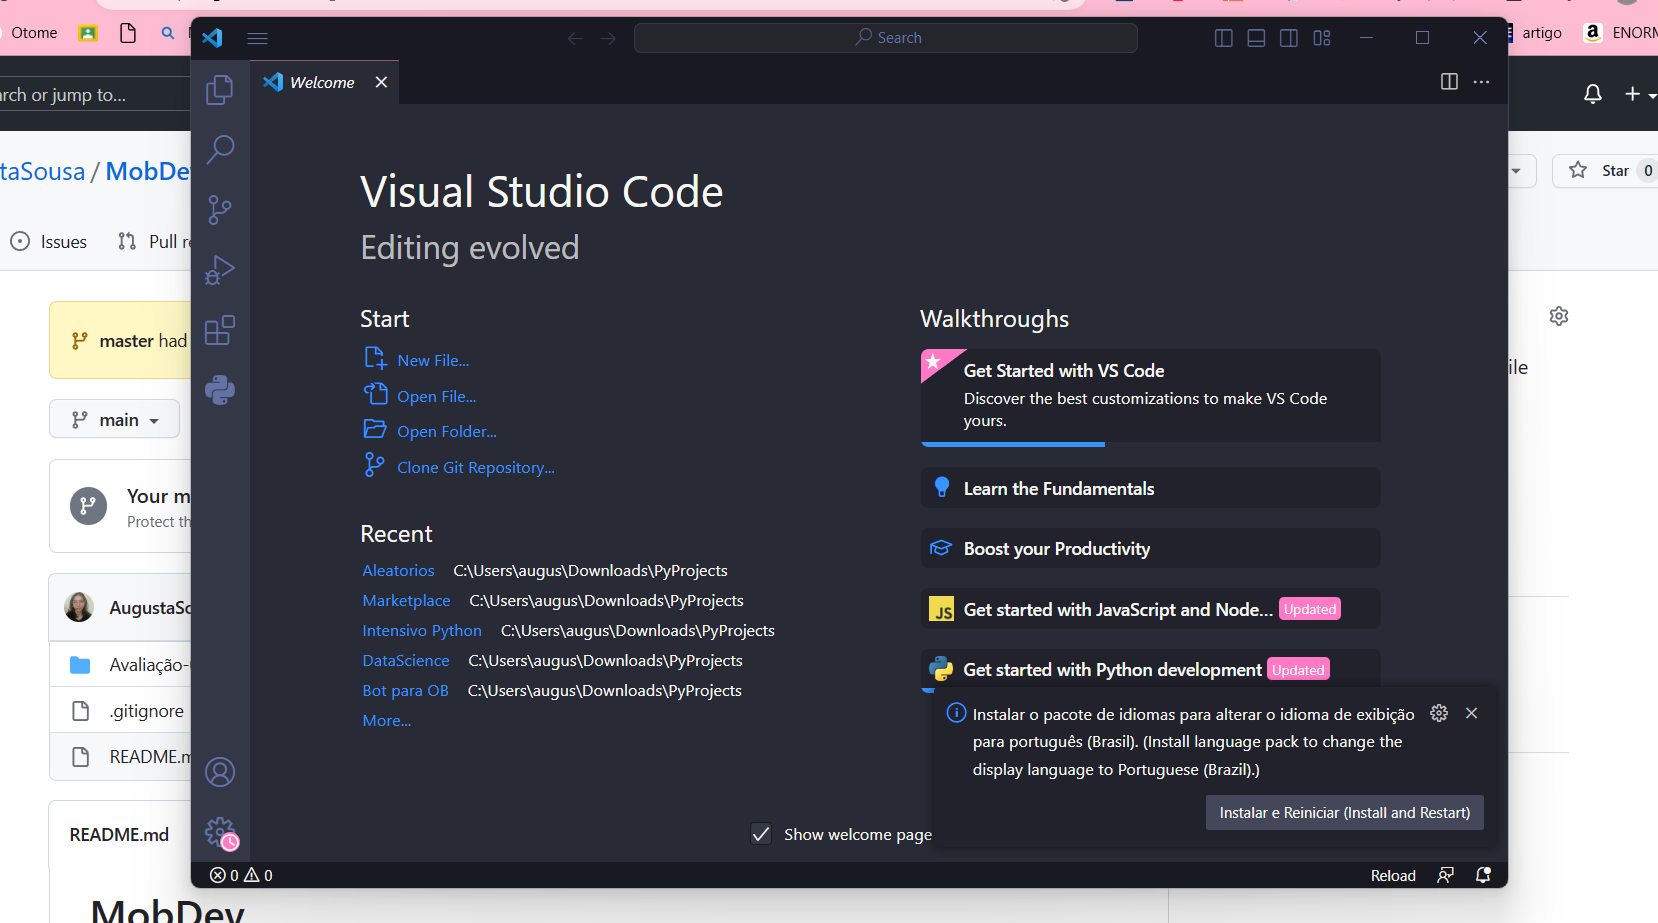 Otome
artigo
ENORM
rch or jump to...
taSousa / MobDe
Star 0
Issues
Pull r
master had
main
Your m
Protect th
AugustaSo
Avaliação-
.gitignore
README.m
README.md
MobDev
ile
Search
Welcome
Visual Studio Code
Editing evolved
Start
New File...
Open File...
Open Folder...
Clone Git Repository...
Recent
Aleatorios C:\Users\augus\Downloads\PyProjects
Marketplace C:\Users\augus\Downloads\PyProjects
Intensivo Python C:\Users\augus\Downloads\PyProjects
DataScience C:\Users\augus\Downloads\PyProjects
Bot para OB C:\Users\augus\Downloads\PyProjects
More...
Walkthroughs
Get Started with VS Code
Discover the best customizations to make VS Code
yours.
Learn the Fundamentals
Boost your Productivity
JS Get started with JavaScript and Node... Updated
Get started with Python development Updated
Instalar o pacote de idiomas para alterar o idioma de exibição
para português (Brasil). (Install language pack to change the
display language to Portuguese (Brazil).)
Instalar e Reiniciar (Install and Restart)
Show welcome page
0 0
Reload